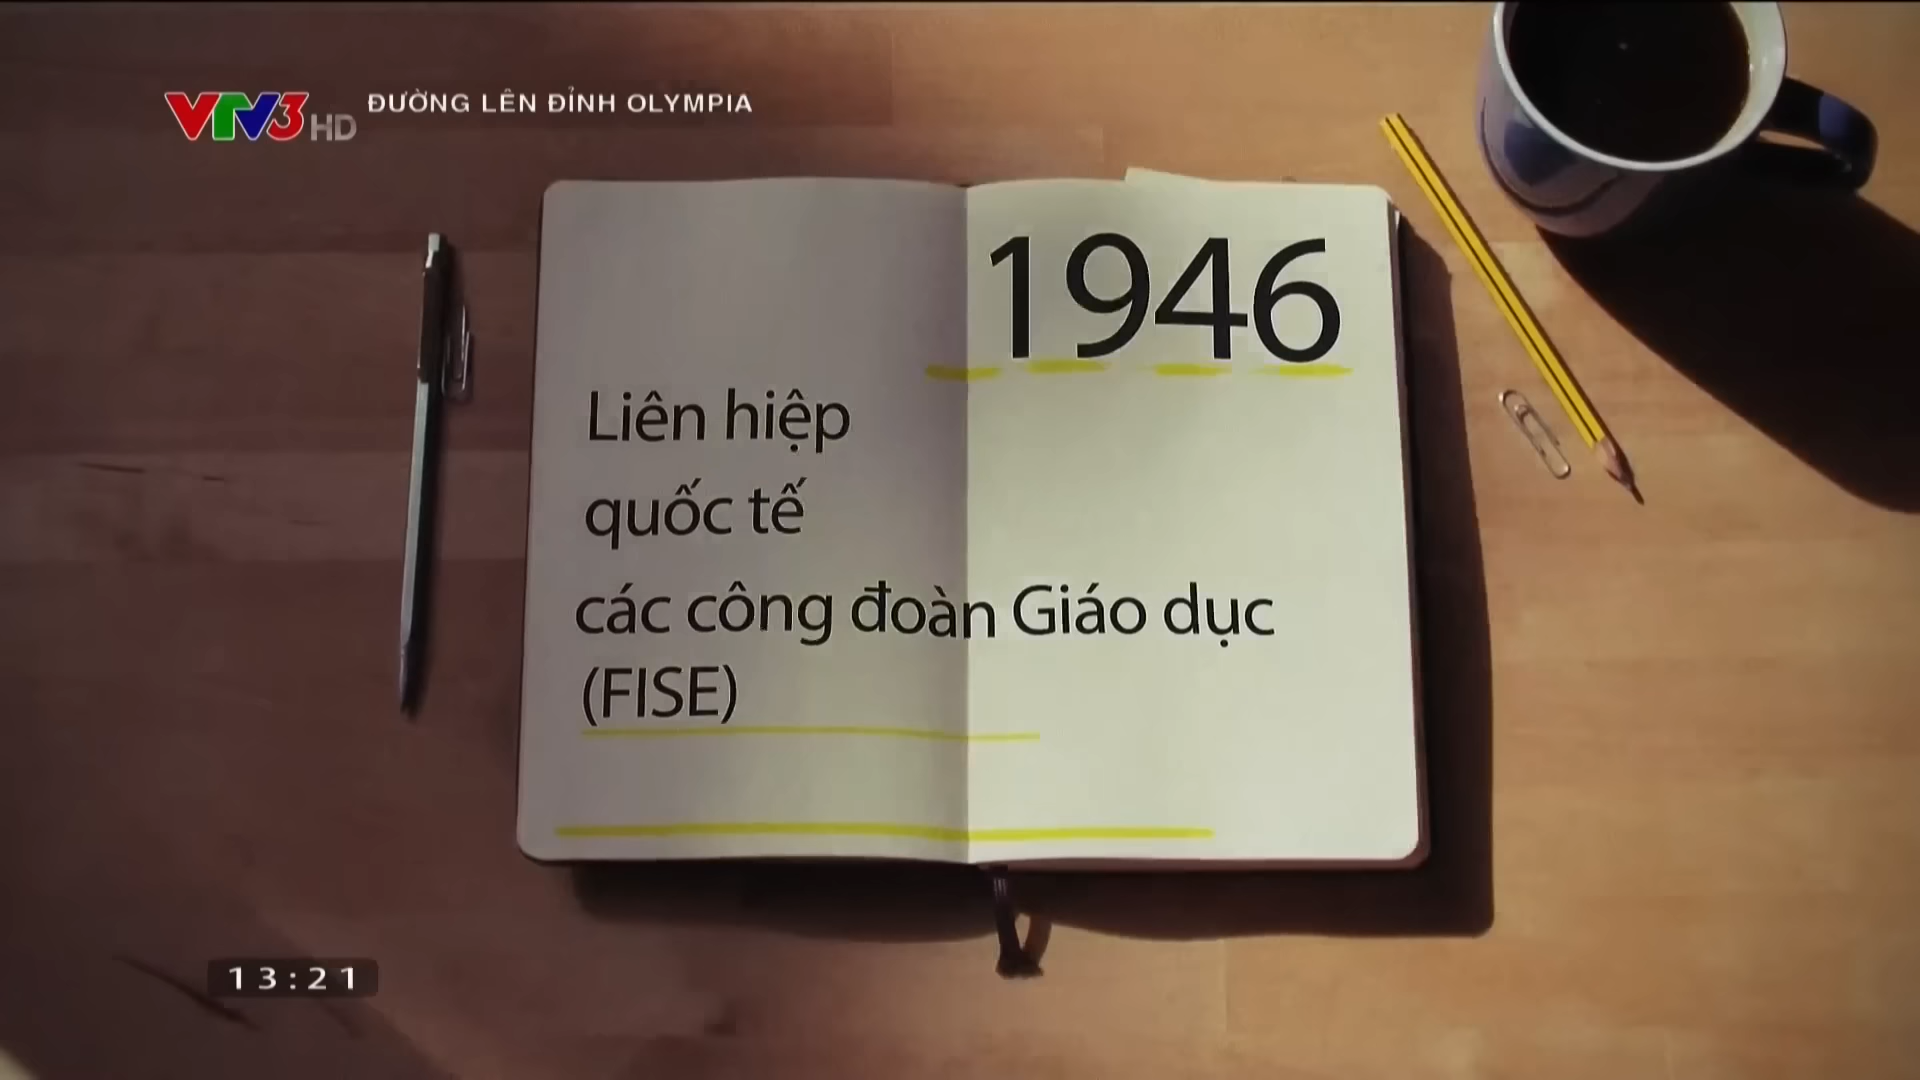 VTV3 HD
ĐƯỜNG LÊN ĐỈNH OLYMPIA
1946
Liên hiệp
quốc tế
các công đoàn Giáo dục
(FISE)
13:21